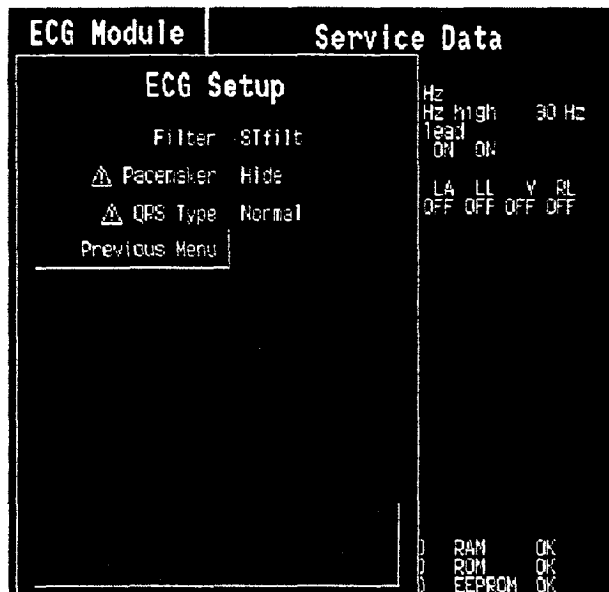 ECG Module
Service Data
ECG Setup
Filter STfilt
⚠ Pacemaker Hide
⚠ QRS Type Normal
Previous Menu
Hz
Hz high 30 Hz
lead
ON ON
LA LL V RL
OFF OFF OFF OFF
RAM OK
ROM OK
EEPROM OK